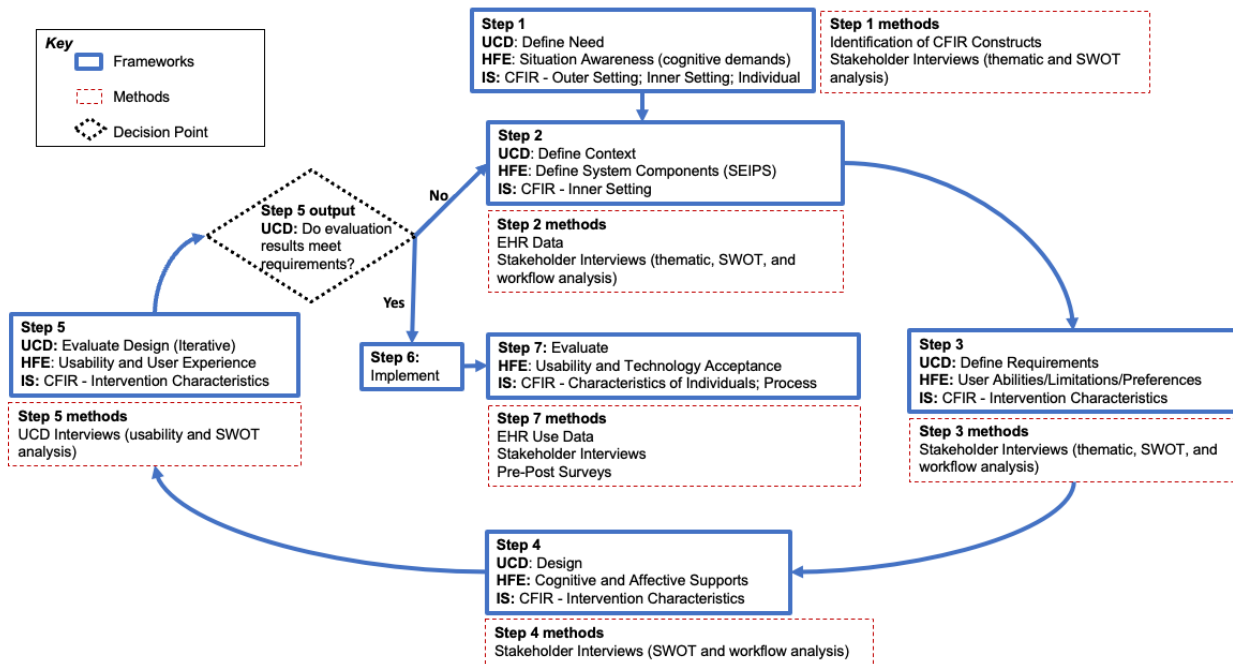 Key
Frameworks
Methods
Decision Point
Step 1
UCD: Define Need
HFE: Situation Awareness (cognitive demands)
IS: CFIR - Outer Setting; Inner Setting; Individual
Step 1 methods
Identification of CFIR Constructs
Stakeholder Interviews (thematic and SWOT
analysis)
Step 2
UCD: Define Context
HFE: Define System Components (SEIPS)
IS: CFIR - Inner Setting
Step 2 methods
EHR Data
Stakeholder Interviews (thematic, SWOT, and
workflow analysis)
Step 3
UCD: Define Requirements
HFE: User Abilities/Limitations/Preferences
IS: CFIR - Intervention Characteristics
Step 3 methods
Stakeholder Interviews (thematic, SWOT, and
workflow analysis)
Step 4
UCD: Design
HFE: Cognitive and Affective Supports
IS: CFIR - Intervention Characteristics
Step 4 methods
Stakeholder Interviews (SWOT and workflow analysis)
Step 5
UCD: Evaluate Design (Iterative)
HFE: Usability and User Experience
IS: CFIR - Intervention Characteristics
Step 5 methods
UCD Interviews (usability and SWOT
analysis)
Step 5 output
UCD: Do evaluation
results meet
requirements?
No
Yes
Step 6:
Implement
Step 7: Evaluate
HFE: Usability and Technology Acceptance
IS: CFIR - Characteristics of Individuals; Process
Step 7 methods
EHR Use Data
Stakeholder Interviews
Pre-Post Surveys